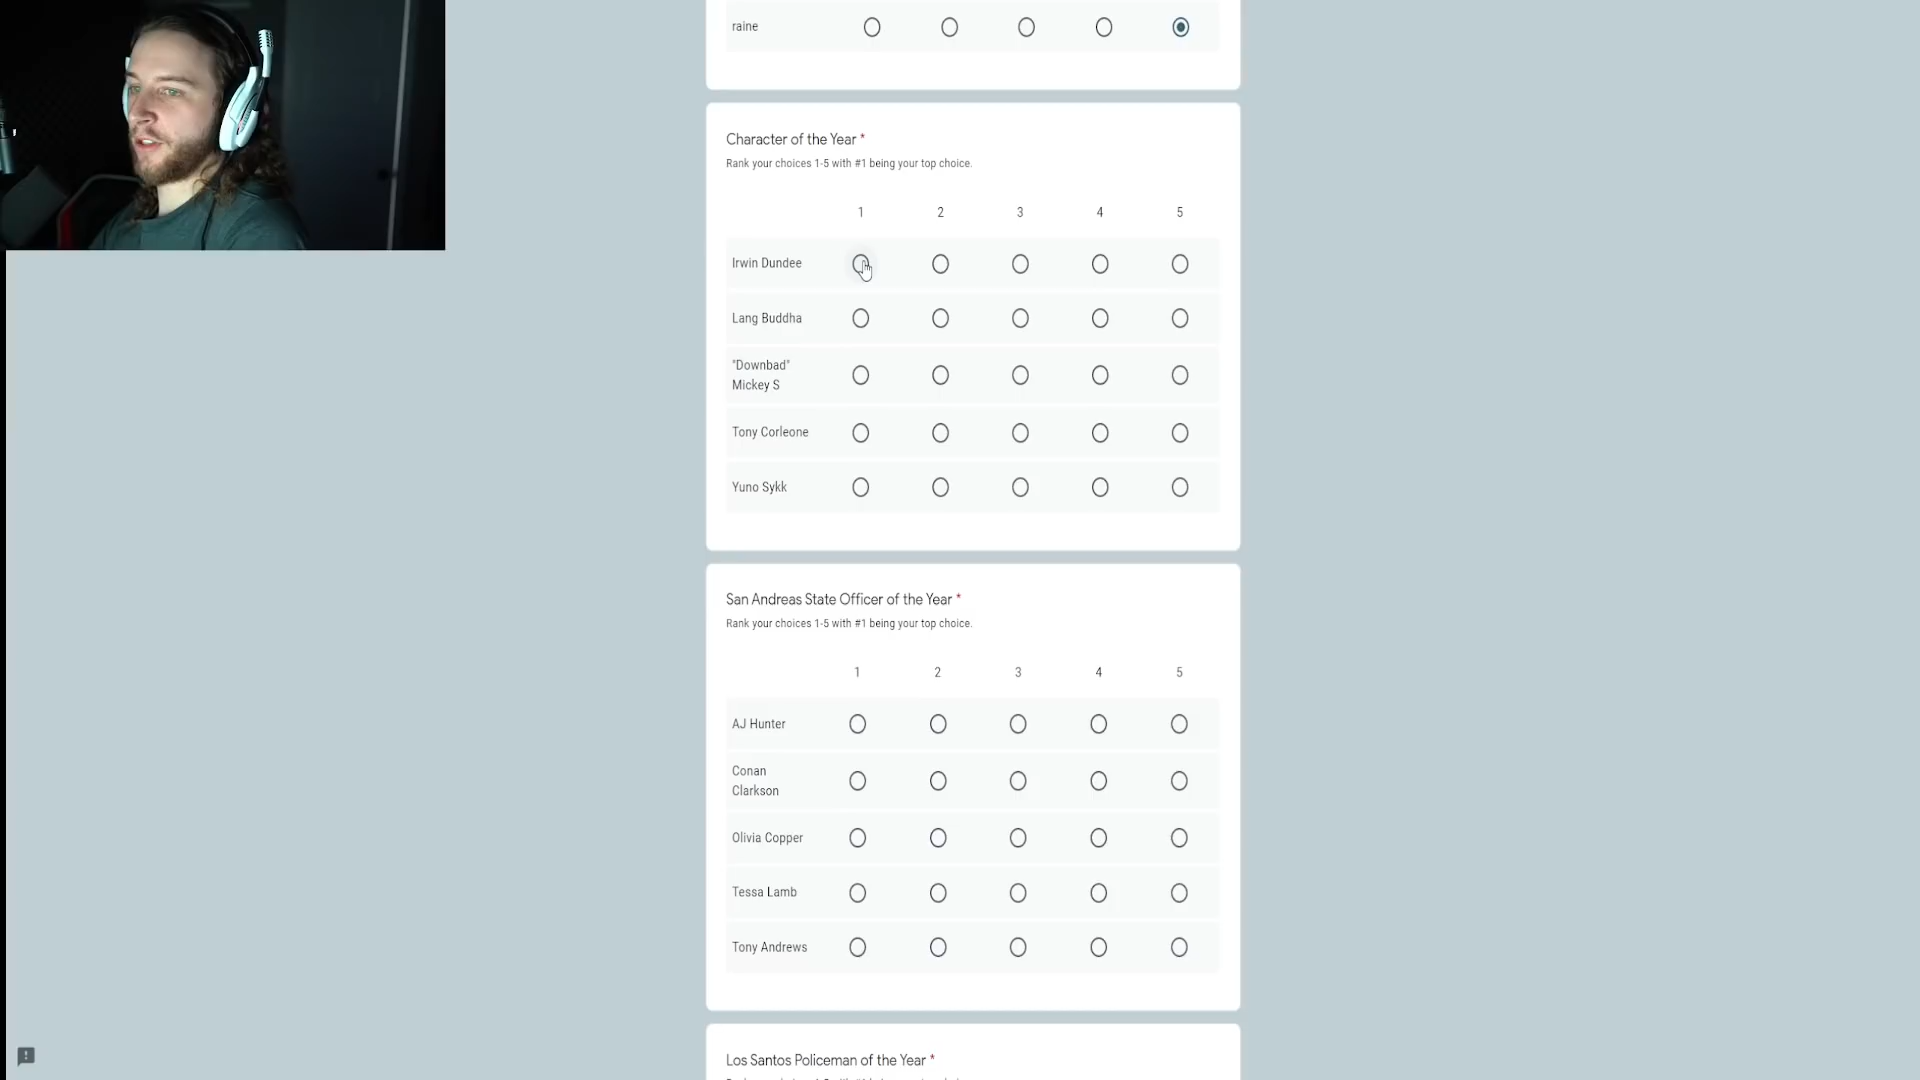 raine
Character of the Year *
Rank your choices 1-5 with #1 being your top choice.
1 2 3 4 5
Irwin Dundee
Lang Buddha
"Downbad"
Mickey S
Tony Corleone
Yuno Sykk
San Andreas State Officer of the Year *
Rank your choices 1-5 with #1 being your top choice.
1 2 3 4 5
AJ Hunter
Conan
Clarkson
Olivia Copper
Tessa Lamb
Tony Andrews
Los Santos Policeman of the Year *